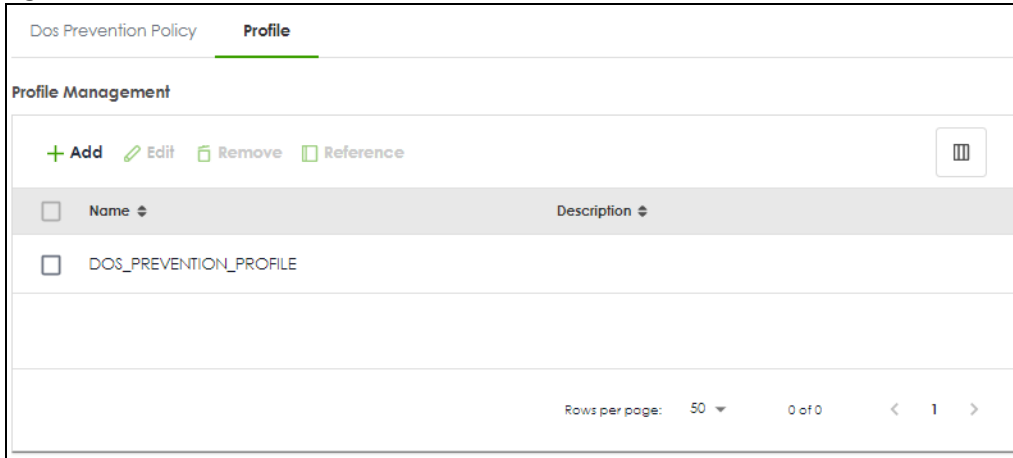 Dos Prevention Policy Profile
Profile Management
+ Add Edit Remove Reference
Name Description
DOS_PREVENTION_PROFILE
Rows per page: 50 0 of 0 < 1 >